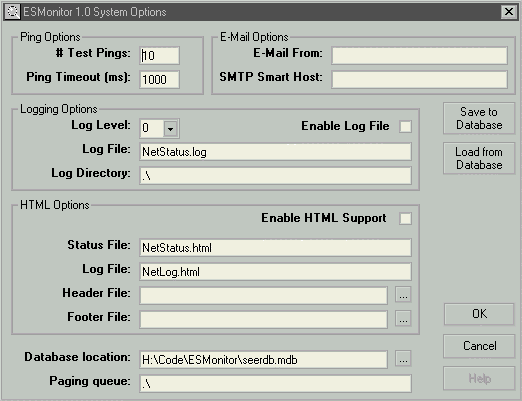 ESMonitor 1.0 System Options
Ping Options
# Test Pings: 10
Ping Timeout (ms): 1000
E-Mail Options
E-Mail From:
SMTP Smart Host:
Logging Options
Log Level: 0
Enable Log File
Log File: NetStatus.log
Log Directory: .\
Save to
Database
Load from
Database
HTML Options
Enable HTML Support
Status File: NetStatus.html
Log File: NetLog.html
Header File: ...
Footer File: ...
Database location: H:\Code\ESMonitor\seerdb.mdb ...
Paging queue: .\
OK
Cancel
Help